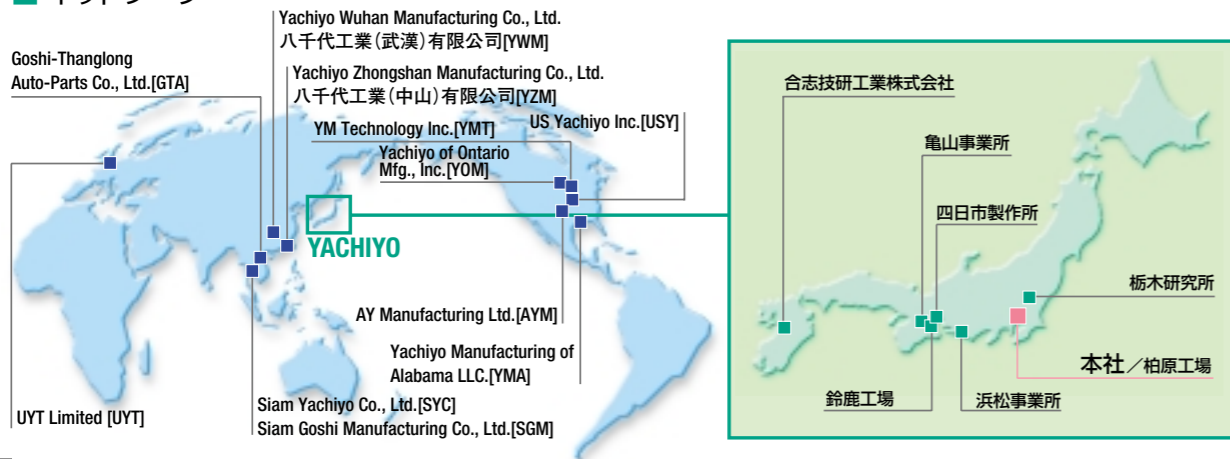 ネットワーク
Yachiyo Wuhan Manufacturing Co., Ltd.
八千代工業(武漢)有限公司[YWM]
Goshi-Thanglong
Auto-Parts Co., Ltd.[GTA]
Yachiyo Zhongshan Manufacturing Co., Ltd.
八千代工業(中山)有限公司[YZM]
US Yachiyo Inc.[USY]
YM Technology Inc.[YMT]
Yachiyo of Ontario
Mfg., Inc.[YOM]
YACHIYO
AY Manufacturing Ltd.[AYM]
Yachiyo Manufacturing of
Alabama LLC.[YMA]
UYT Limited [UYT]
Siam Yachiyo Co., Ltd.[SYC]
Siam Goshi Manufacturing Co., Ltd.[SGM]
合志技研工業株式会社
亀山事業所
四日市製作所
栃木研究所
本社/柏原工場
鈴鹿工場
浜松事業所